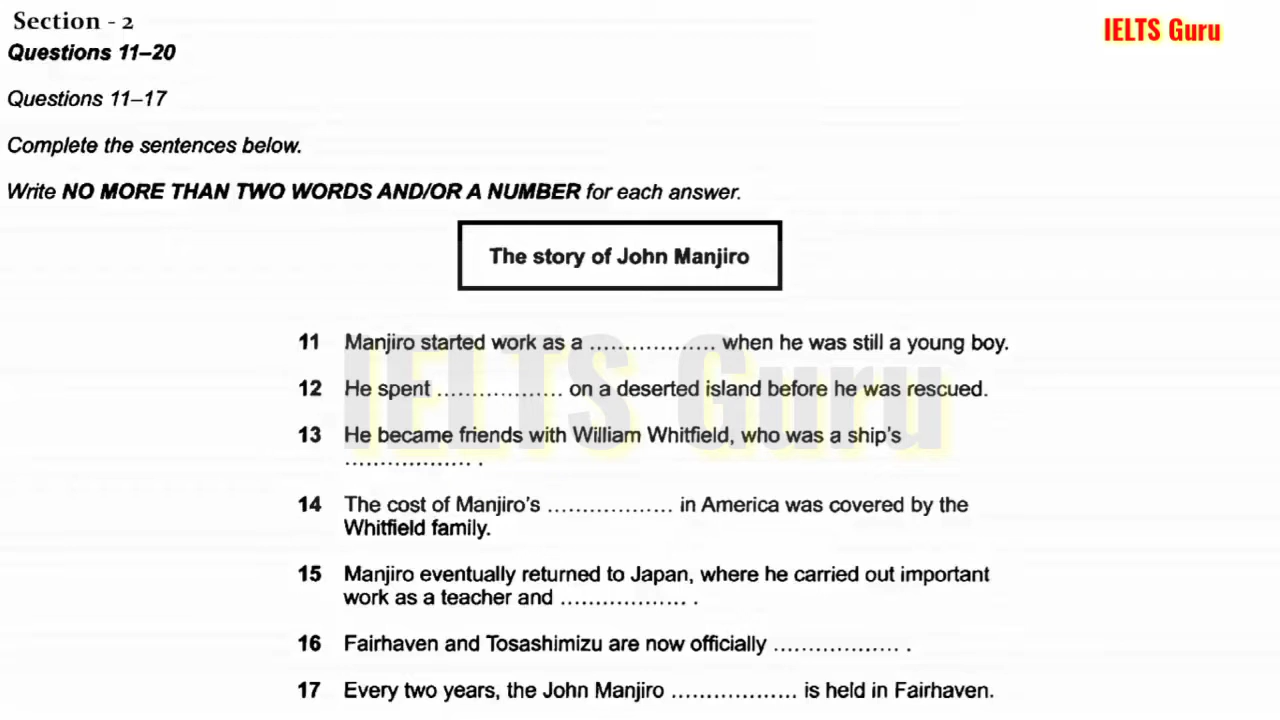 Section - 2
IELTS Guru
Questions 11–20
Questions 11–17
Complete the sentences below.
Write NO MORE THAN TWO WORDS AND/OR A NUMBER for each answer.
The story of John Manjiro
11 Manjiro started work as a .................. when he was still a young boy.
12 He spent .................. on a deserted island before he was rescued.
13 He became friends with William Whitfield, who was a ship's
.................. .
14 The cost of Manjiro's .................. in America was covered by the
Whitfield family.
15 Manjiro eventually returned to Japan, where he carried out important
work as a teacher and .................. .
16 Fairhaven and Tosashimizu are now officially .................. .
17 Every two years, the John Manjiro .................. is held in Fairhaven.
IELTS Guru